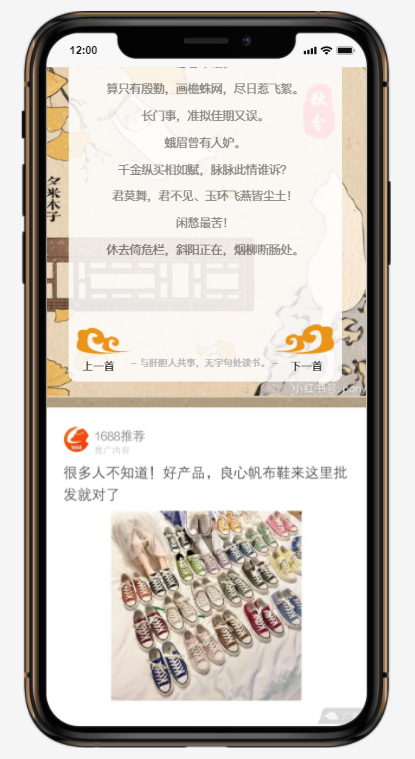 12:00
算只有殷勤，画檐蛛网，尽日惹飞絮。
长门事，准拟佳期又误。
蛾眉曾有人妒。
千金纵买相如赋，脉脉此情谁诉？
君莫舞，君不见、玉环飞燕皆尘土！
闲愁最苦！
休去倚危栏，斜阳正在，烟柳断肠处。
秋分
上一首
– 与肝胆人共事，无字句处读书。 –
下一首
小红书号
1688
1688推荐
推广内容
很多人不知道！好产品，良心帆布鞋来这里批
发就对了